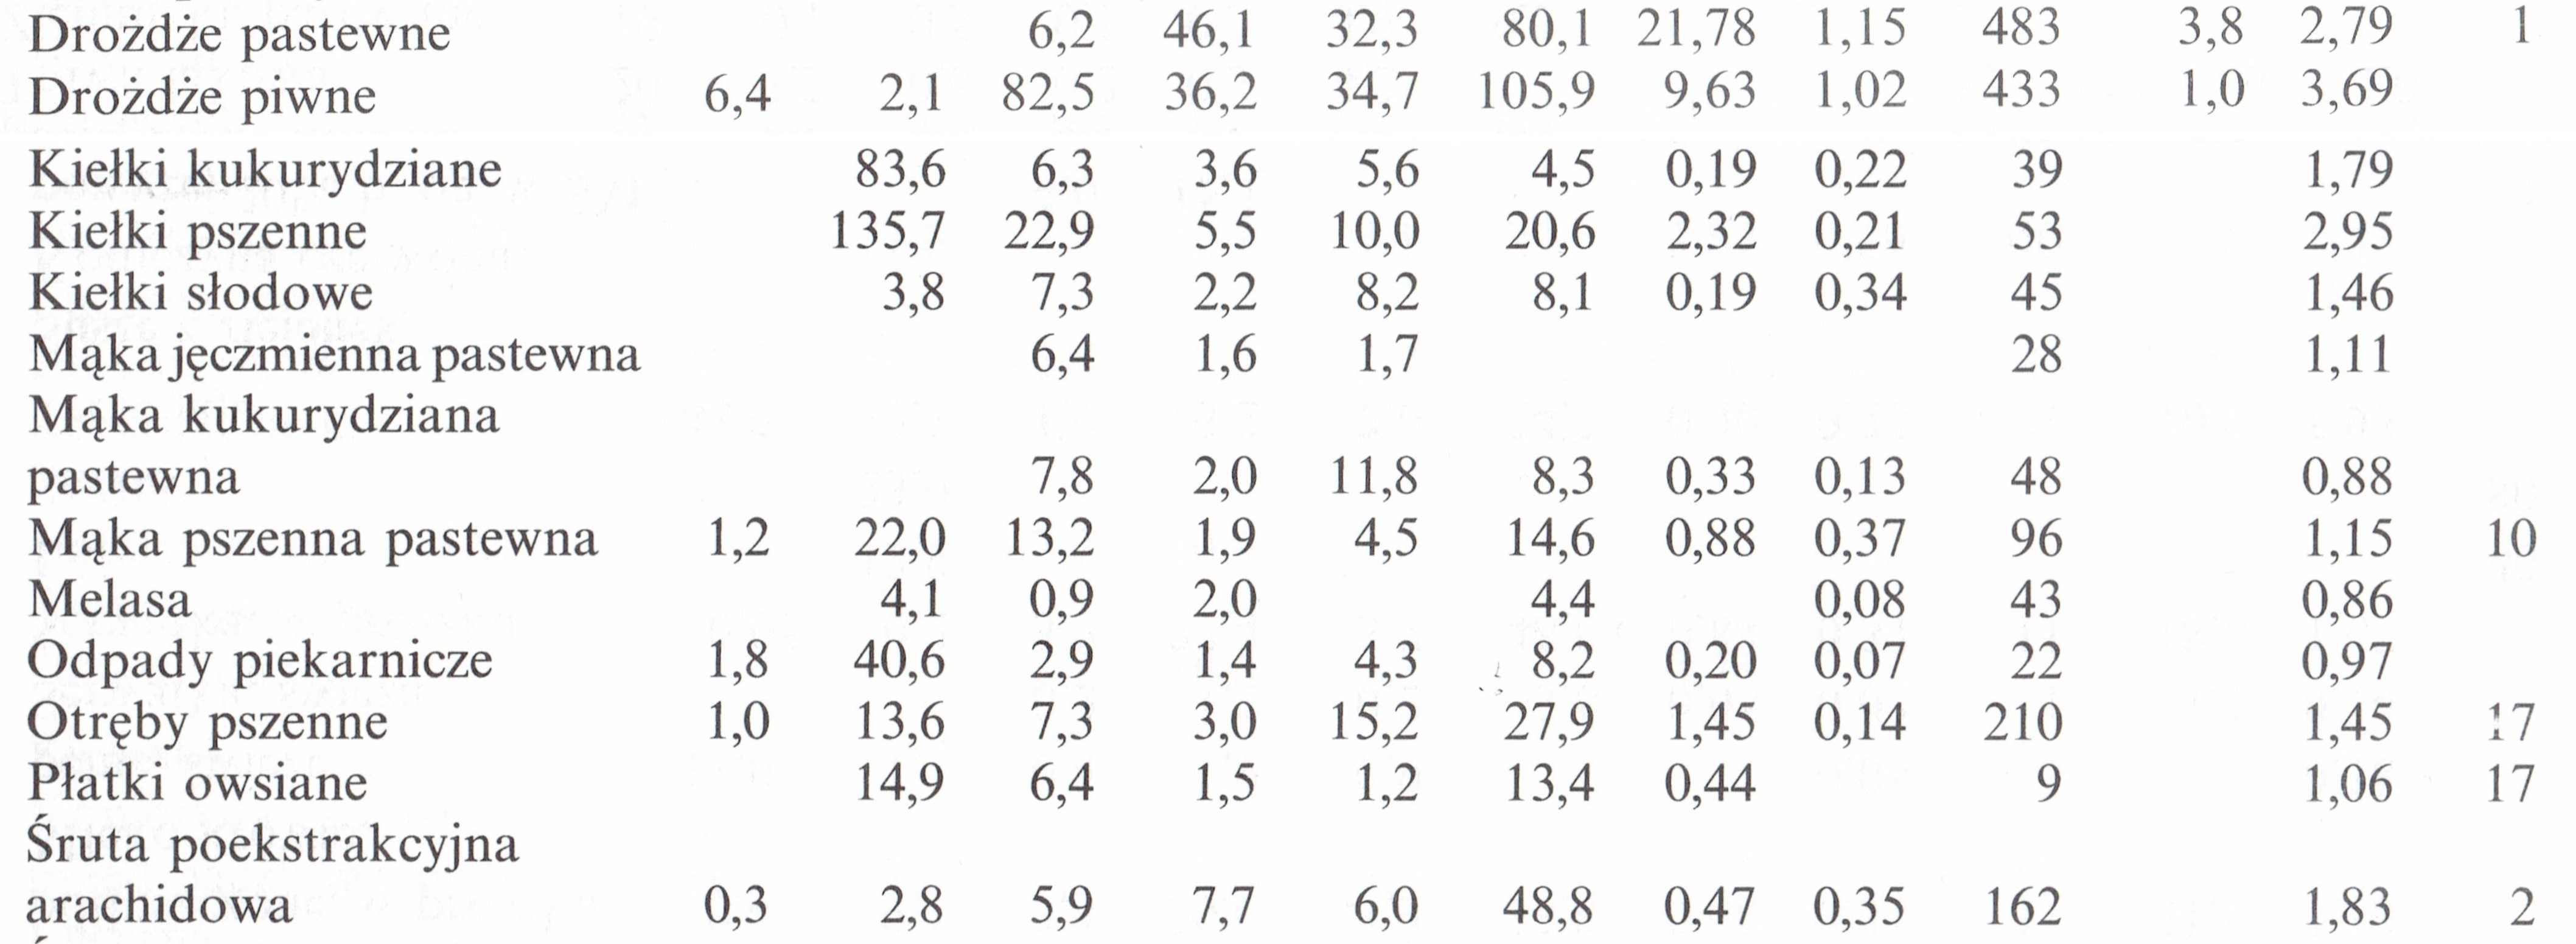 Drożdże pastewne 6,2 46,1 32,3 80,1 21,78 1,15 483 3,8 2,79 1
Drożdże piwne 6,4 2,1 82,5 36,2 34,7 105,9 9,63 1,02 433 1,0 3,69
Kiełki kukurydziane 83,6 6,3 3,6 5,6 4,5 0,19 0,22 39 1,79
Kiełki pszenne 135,7 22,9 5,5 10,0 20,6 2,32 0,21 53 2,95
Kiełki słodowe 3,8 7,3 2,2 8,2 8,1 0,19 0,34 45 1,46
Mąka jęczmienna pastewna 6,4 1,6 1,7 28 1,11
Mąka kukurydziana
pastewna 7,8 2,0 11,8 8,3 0,33 0,13 48 0,88
Mąka pszenna pastewna 1,2 22,0 13,2 1,9 4,5 14,6 0,88 0,37 96 1,15 10
Melasa 4,1 0,9 2,0 4,4 0,08 43 0,86
Odpady piekarnicze 1,8 40,6 2,9 1,4 4,3 8,2 0,20 0,07 22 0,97
Otręby pszenne 1,0 13,6 7,3 3,0 15,2 27,9 1,45 0,14 210 1,45 17
Płatki owsiane 14,9 6,4 1,5 1,2 13,4 0,44 9 1,06 17
Śruta poekstrakcyjna
arachidowa 0,3 2,8 5,9 7,7 6,0 48,8 0,47 0,35 162 1,83 2